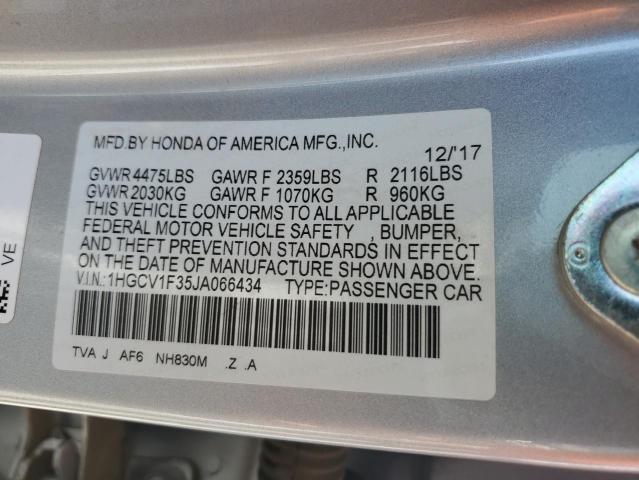 MFD.BY HONDA OF AMERICA MFG.,INC.
12/'17
GVWR 4475LBS GAWR F 2359LBS R 2116LBS
GVWR 2030KG GAWR F 1070KG R 960KG
THIS VEHICLE CONFORMS TO ALL APPLICABLE
FEDERAL MOTOR VEHICLE SAFETY , BUMPER,
AND THEFT PREVENTION STANDARDS IN EFFECT
ON THE DATE OF MANUFACTURE SHOWN ABOVE.
V.I.N.:1HGCV1F35JA066434 TYPE:PASSENGER CAR
TVA J AF6 NH830M .Z .A
VE